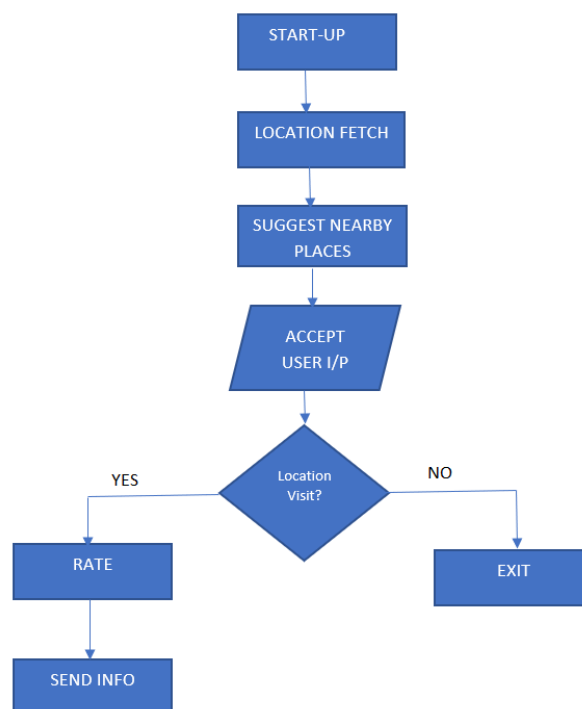 START-UP
LOCATION FETCH
SUGGEST NEARBY
PLACES
ACCEPT
USER I/P
Location
Visit?
YES
NO
RATE
EXIT
SEND INFO